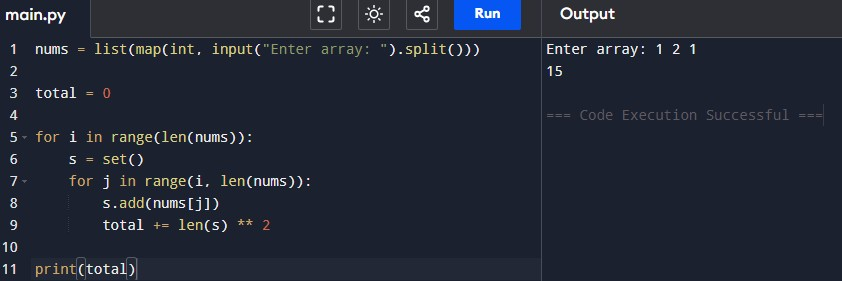 main.py
Run
Output
1 nums = list(map(int, input("Enter array: ").split()))
2
3 total = 0
4
5 for i in range(len(nums)):
6     s = set()
7     for j in range(i, len(nums)):
8         s.add(nums[j])
9         total += len(s) ** 2
10
11 print(total)
Enter array: 1 2 1
15
=== Code Execution Successful ===